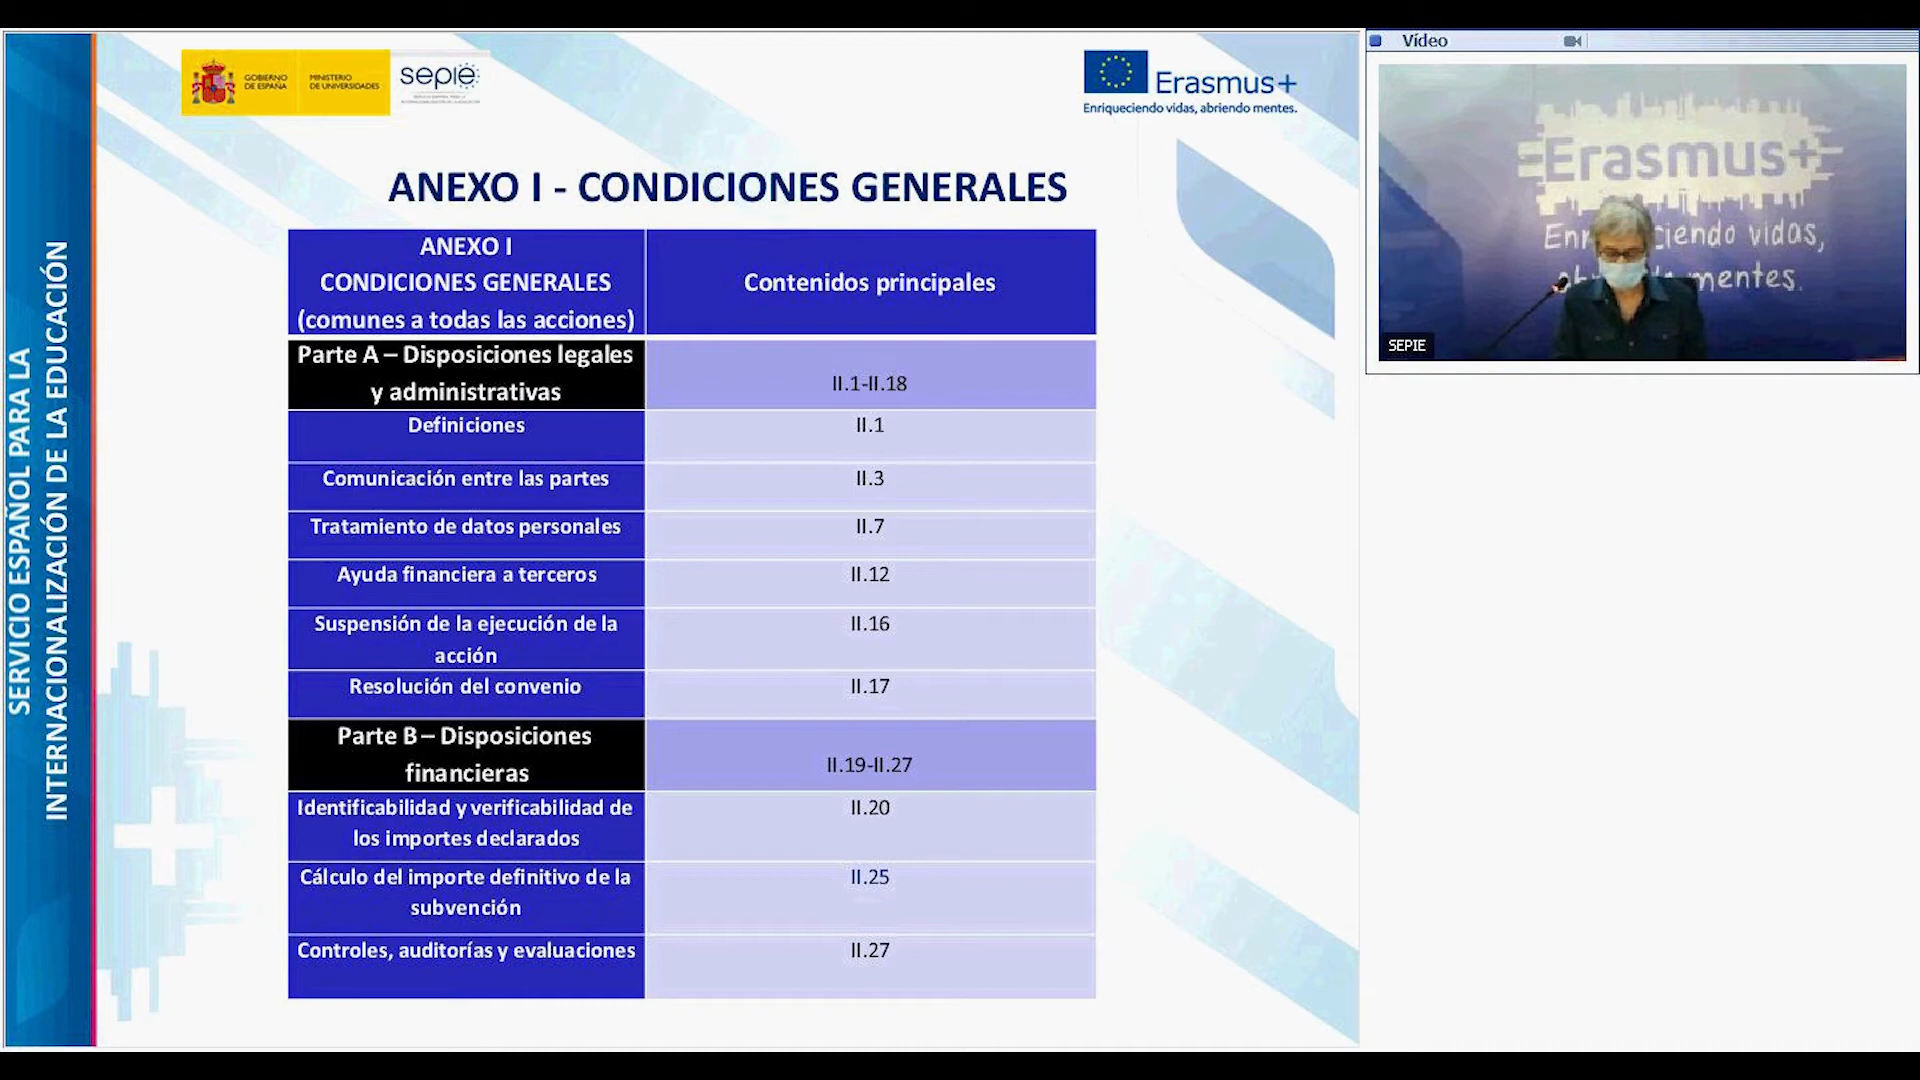 GOBIERNO
DE ESPAÑA
MINISTERIO
DE UNIVERSIDADES
sepie
Erasmus+
Enriqueciendo vidas, abriendo mentes.
SERVICIO ESPAÑOL PARA LA
INTERNACIONALIZACIÓN DE LA EDUCACIÓN
ANEXO I - CONDICIONES GENERALES
ANEXO I
CONDICIONES GENERALES
(comunes a todas las acciones)
Contenidos principales
Parte A – Disposiciones legales
y administrativas
II.1-II.18
Definiciones
II.1
Comunicación entre las partes
II.3
Tratamiento de datos personales
II.7
Ayuda financiera a terceros
II.12
Suspensión de la ejecución de la
acción
II.16
Resolución del convenio
II.17
Parte B – Disposiciones
financieras
II.19-II.27
Identificabilidad y verificabilidad de
los importes declarados
II.20
Cálculo del importe definitivo de la
subvención
II.25
Controles, auditorías y evaluaciones
II.27
Vídeo
Erasmus+
vidas,
mentes.
SEPIE